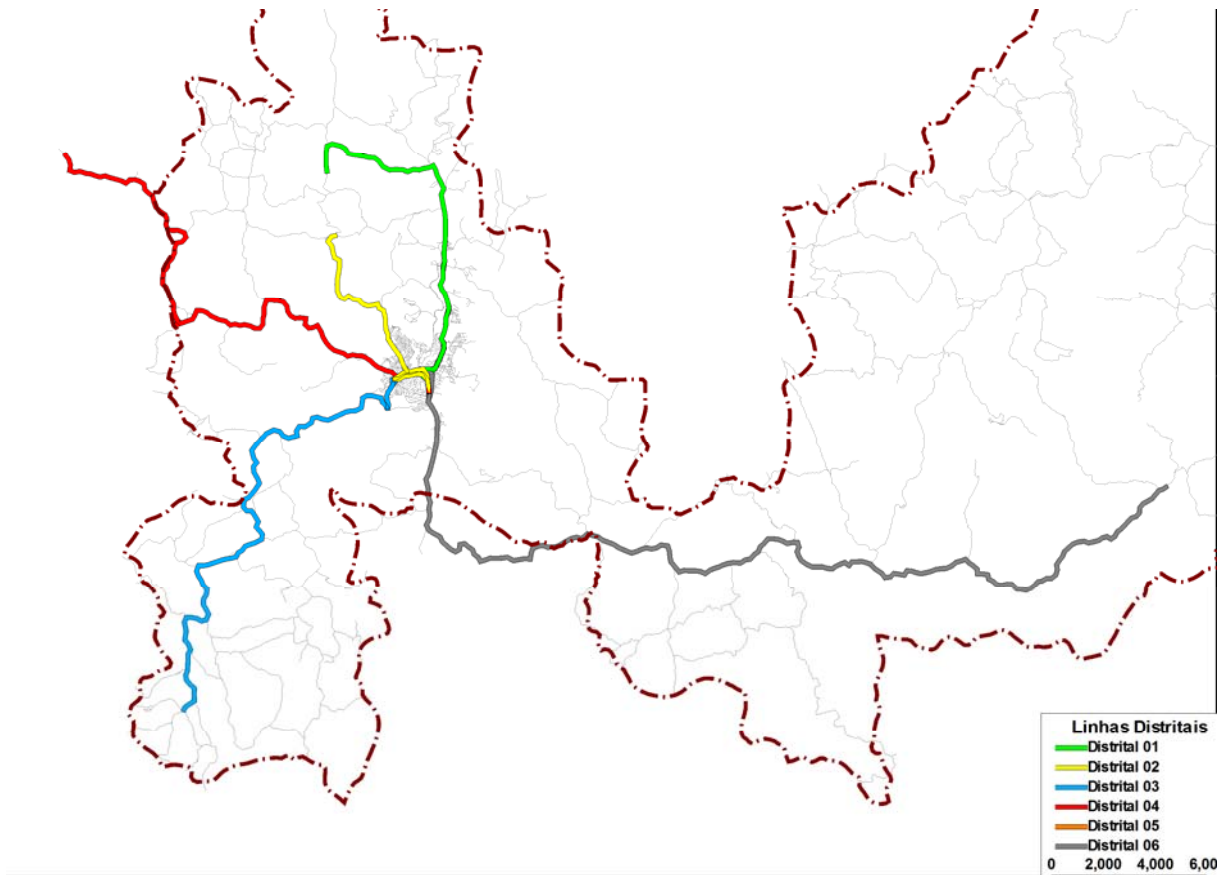 Linhas Distritais
Distrital 01
Distrital 02
Distrital 03
Distrital 04
Distrital 05
Distrital 06
0 2,000 4,000 6,00